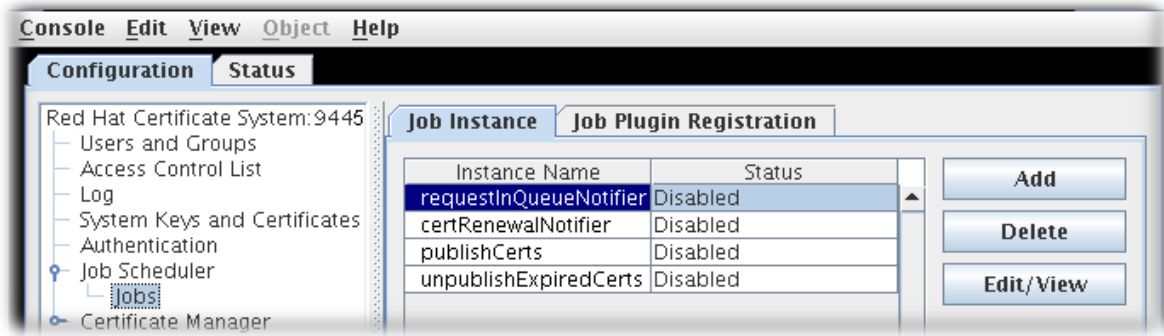 Console Edit View Object Help
Configuration Status
Red Hat Certificate System:9445
Users and Groups
Access Control List
Log
System Keys and Certificates
Authentication
Job Scheduler
Jobs
Certificate Manager
Job Instance Job Plugin Registration
Instance Name Status
requestInQueueNotifier Disabled
certRenewalNotifier Disabled
publishCerts Disabled
unpublishExpiredCerts Disabled
Add
Delete
Edit/View